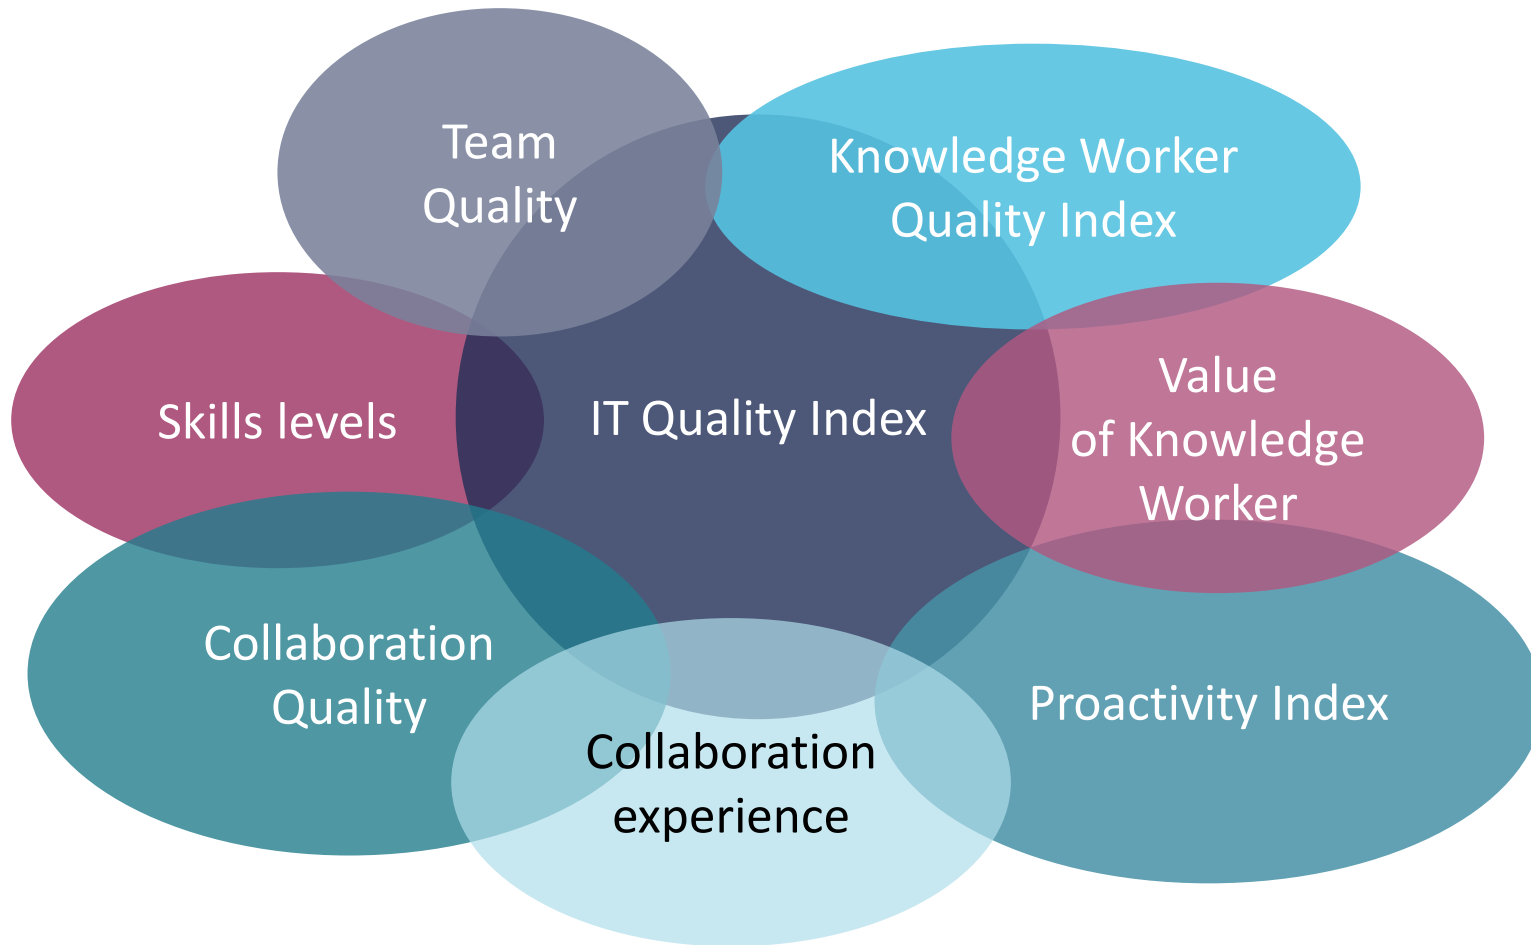 Team
Quality
Knowledge Worker
Quality Index
Skills levels
IT Quality Index
Value
of Knowledge
Worker
Collaboration
Quality
Collaboration
experience
Proactivity Index